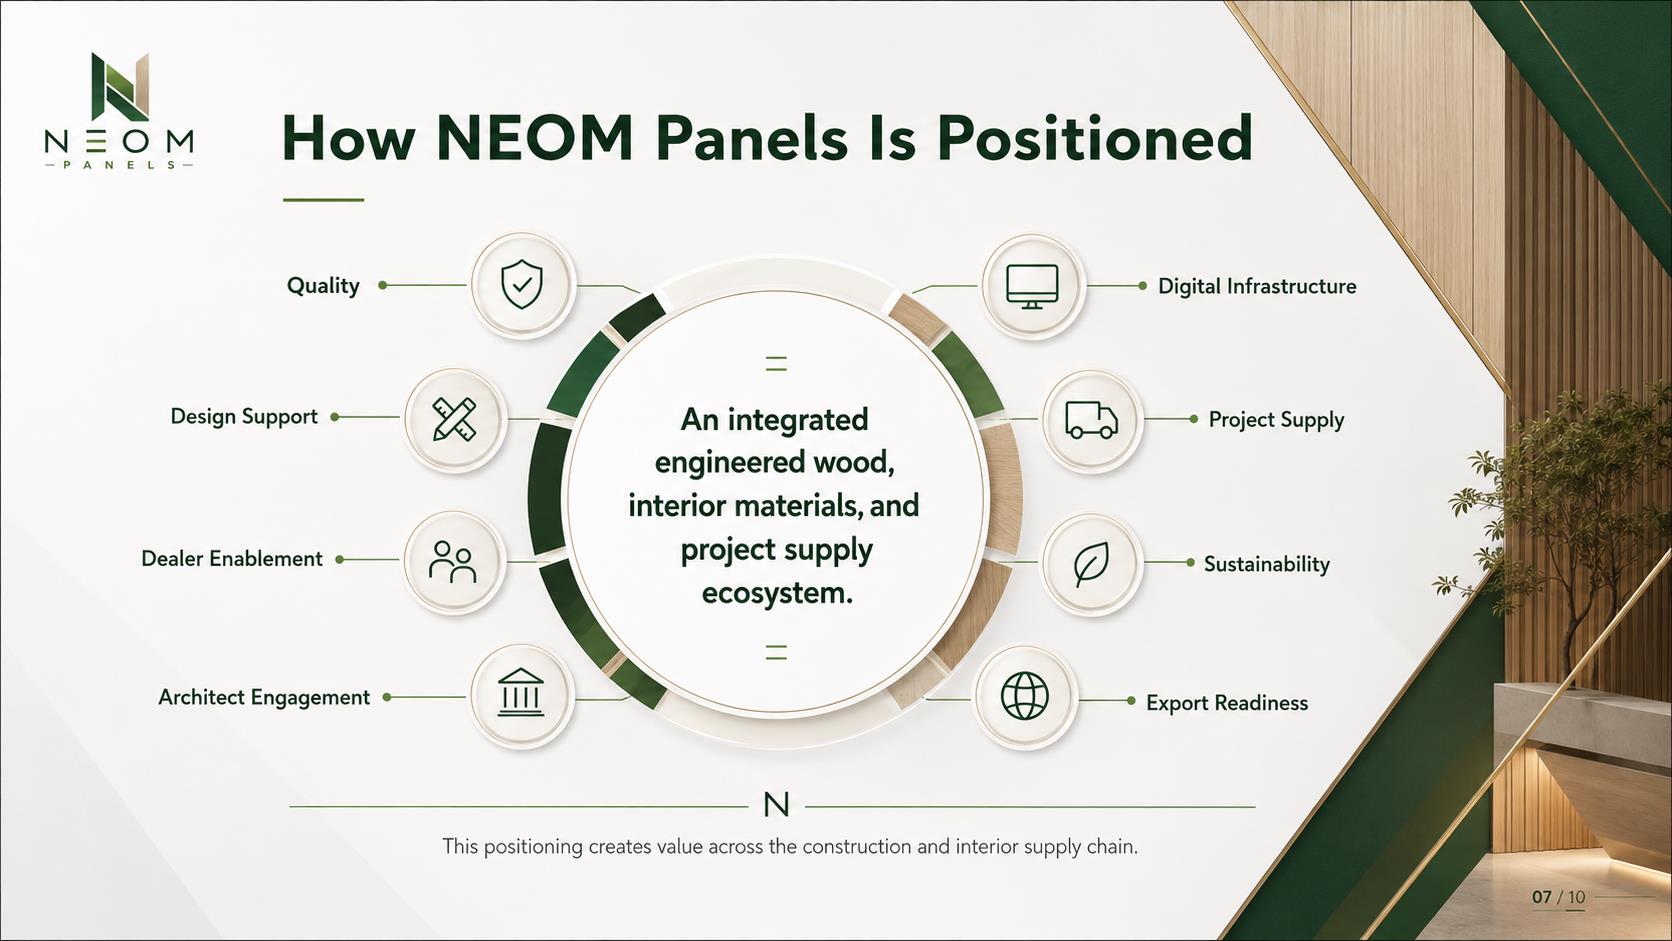 NEOM
PANELS
How NEOM Panels Is Positioned
Quality
Digital Infrastructure
Design Support
Project Supply
Dealer Enablement
Sustainability
Architect Engagement
Export Readiness
An integrated
engineered wood,
interior materials, and
project supply
ecosystem.
N
This positioning creates value across the construction and interior supply chain.
07 / 10